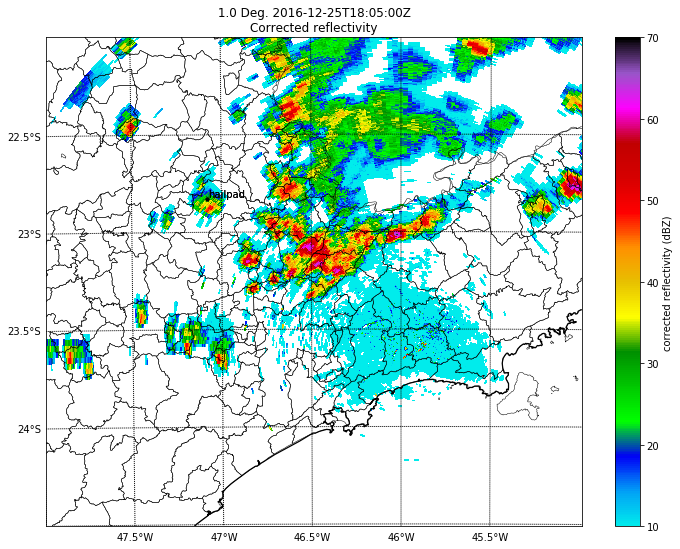 1.0 Deg. 2016-12-25T18:05:00Z
Corrected reflectivity
22.5°S
23°S
23.5°S
24°S
hailpad
47.5°W
47°W
46.5°W
46°W
45.5°W
70
60
50
40
30
20
10
corrected reflectivity (dBZ)